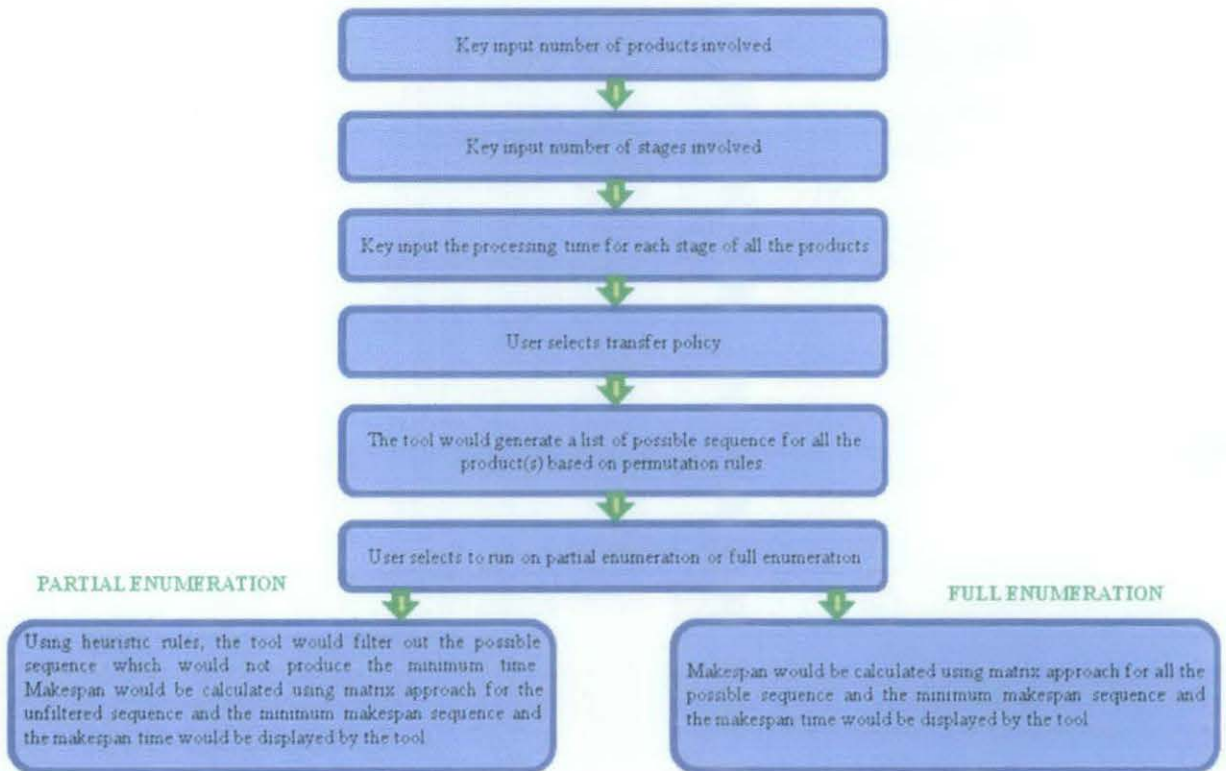 Key input number of products involved
Key input number of stages involved
Key input the processing time for each stage of all the products
User selects transfer policy
The tool would generate a list of possible sequence for all the
product(s) based on permutation rules
User selects to run on partial enumeration or full enumeration
PARTIAL ENUMERATION
FULL ENUMERATION
Using heuristic rules, the tool would filter out the possible
sequence which would not produce the minimum time
Makespan would be calculated using matrix approach for the
unfiltered sequence and the minimum makespan sequence and
the makespan time would be displayed by the tool
Makespan would be calculated using matrix approach for all the
possible sequence and the minimum makespan sequence and
the makespan time would be displayed by the tool